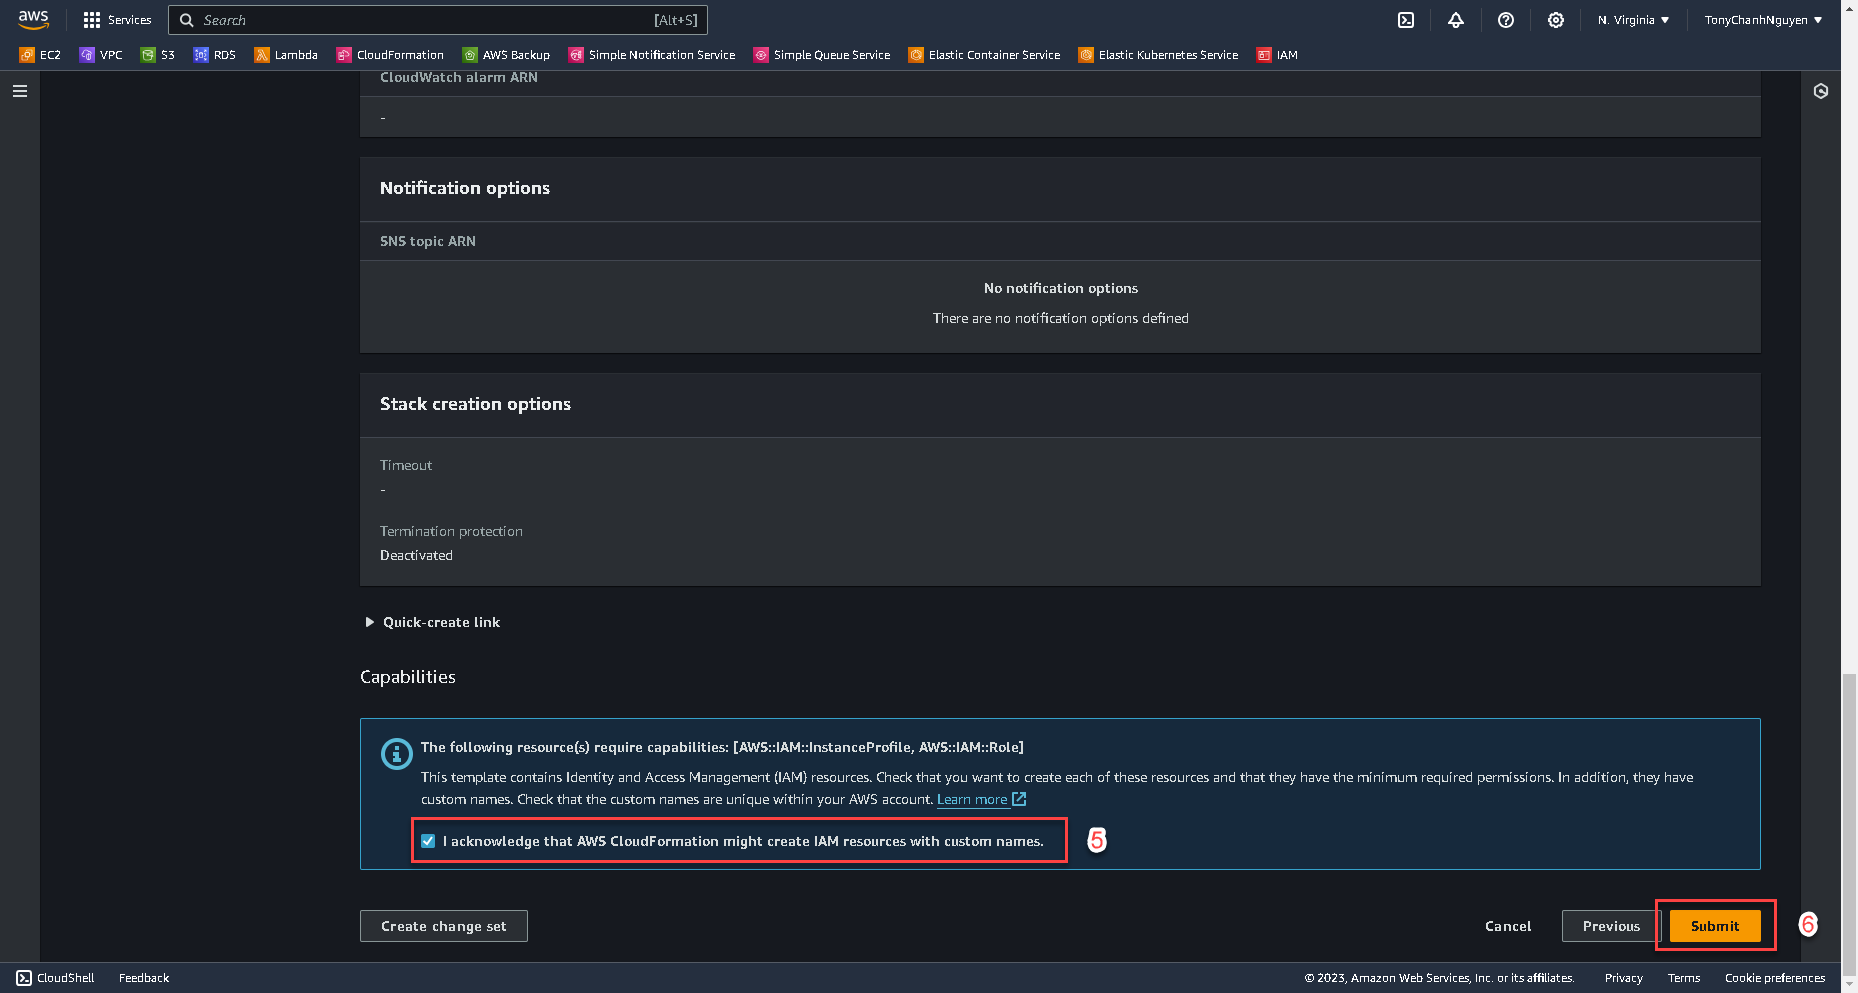 aws
Services
Search
[Alt+S]
N. Virginia
TonyChanhNguyen
EC2
VPC
S3
RDS
Lambda
CloudFormation
AWS Backup
Simple Notification Service
Simple Queue Service
Elastic Container Service
Elastic Kubernetes Service
IAM
CloudWatch alarm ARN
-
Notification options
SNS topic ARN
No notification options
There are no notification options defined
Stack creation options
Timeout
-
Termination protection
Deactivated
Quick-create link
Capabilities
The following resource(s) require capabilities: [AWS::IAM::InstanceProfile, AWS::IAM::Role]
This template contains Identity and Access Management (IAM) resources. Check that you want to create each of these resources and that they have the minimum required permissions. In addition, they have
custom names. Check that the custom names are unique within your AWS account. Learn more
I acknowledge that AWS CloudFormation might create IAM resources with custom names.
5
Create change set
Cancel
Previous
Submit
6
CloudShell
Feedback
© 2023, Amazon Web Services, Inc. or its affiliates.
Privacy
Terms
Cookie preferences